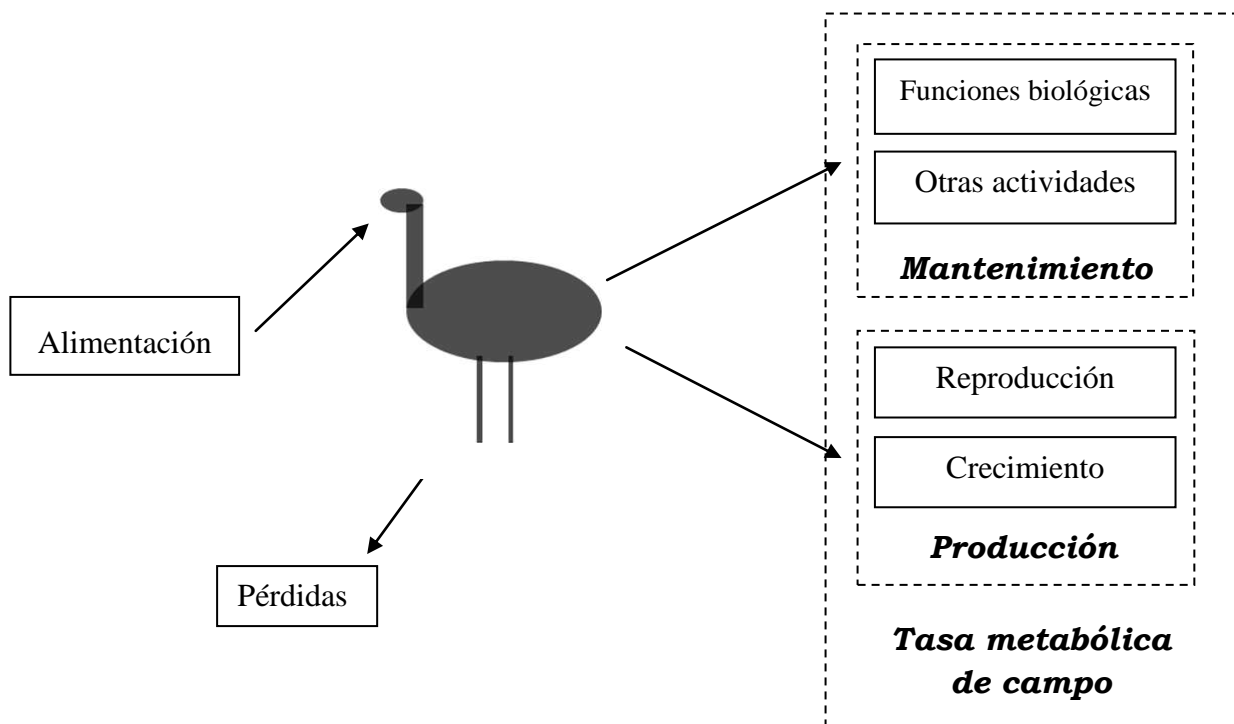 Alimentación
Pérdidas
Funciones biológicas
Otras actividades
Mantenimiento
Reproducción
Crecimiento
Producción
Tasa metabólica
de campo